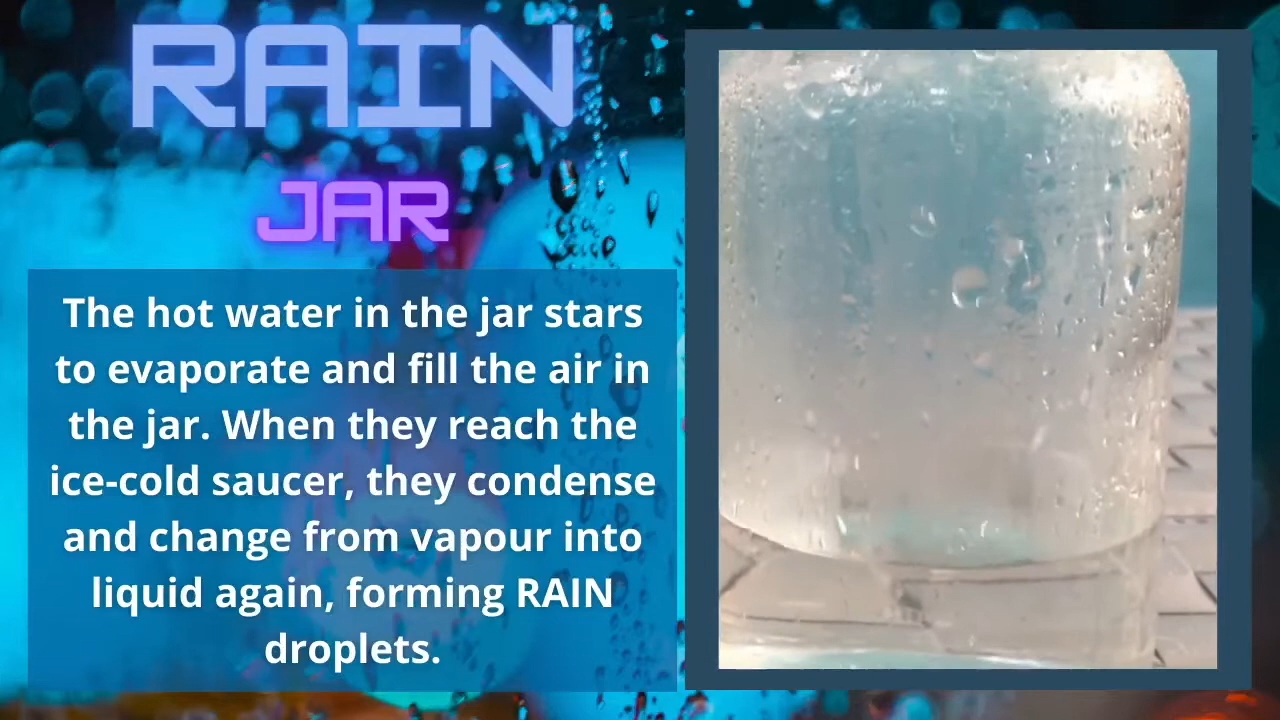 RAIN
JAR
The hot water in the jar stars
to evaporate and fill the air in
the jar. When they reach the
ice-cold saucer, they condense
and change from vapour into
liquid again, forming RAIN
droplets.